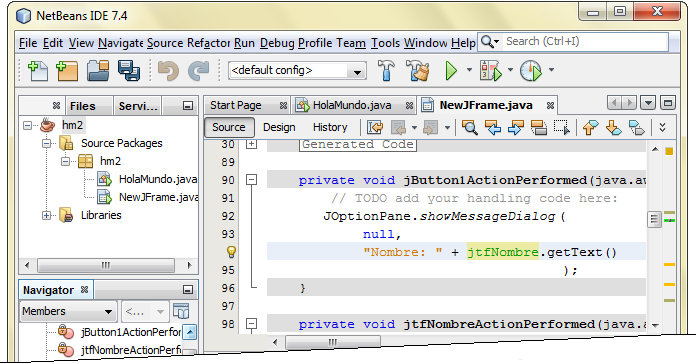 NetBeans IDE 7.4
File Edit View Navigate Source Refactor Run Debug Profile Team Tools Window Help Search (Ctrl+I)
<default config>
Files Servi...
hm2
Source Packages
hm2
HolaMundo.java
NewJFrame.java
Libraries
Navigator
Members <...
jButton1ActionPerfor
jtfNombreActionPerf
Start Page HolaMundo.java NewJFrame.java
Source Design History
30 Generated Code
89
90 private void jButton1ActionPerformed(java.aw
91 // TODO add your handling code here:
92 JOptionPane.showMessageDialog(
93 null,
"Nombre: " + jtfNombre.getText()
95 );
96 }
97
98 private void jtfNombreActionPerformed(java.a